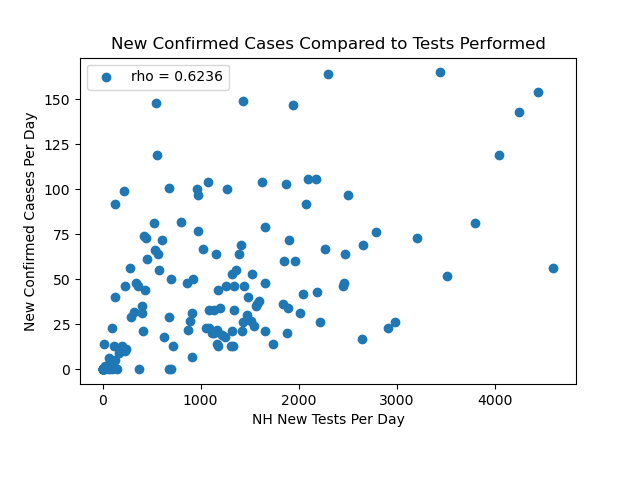 New Confirmed Cases Compared to Tests Performed
rho = 0.6236
New Confirmed Caeses Per Day
150
125
100
75
50
25
0
0 1000 2000 3000 4000
NH New Tests Per Day